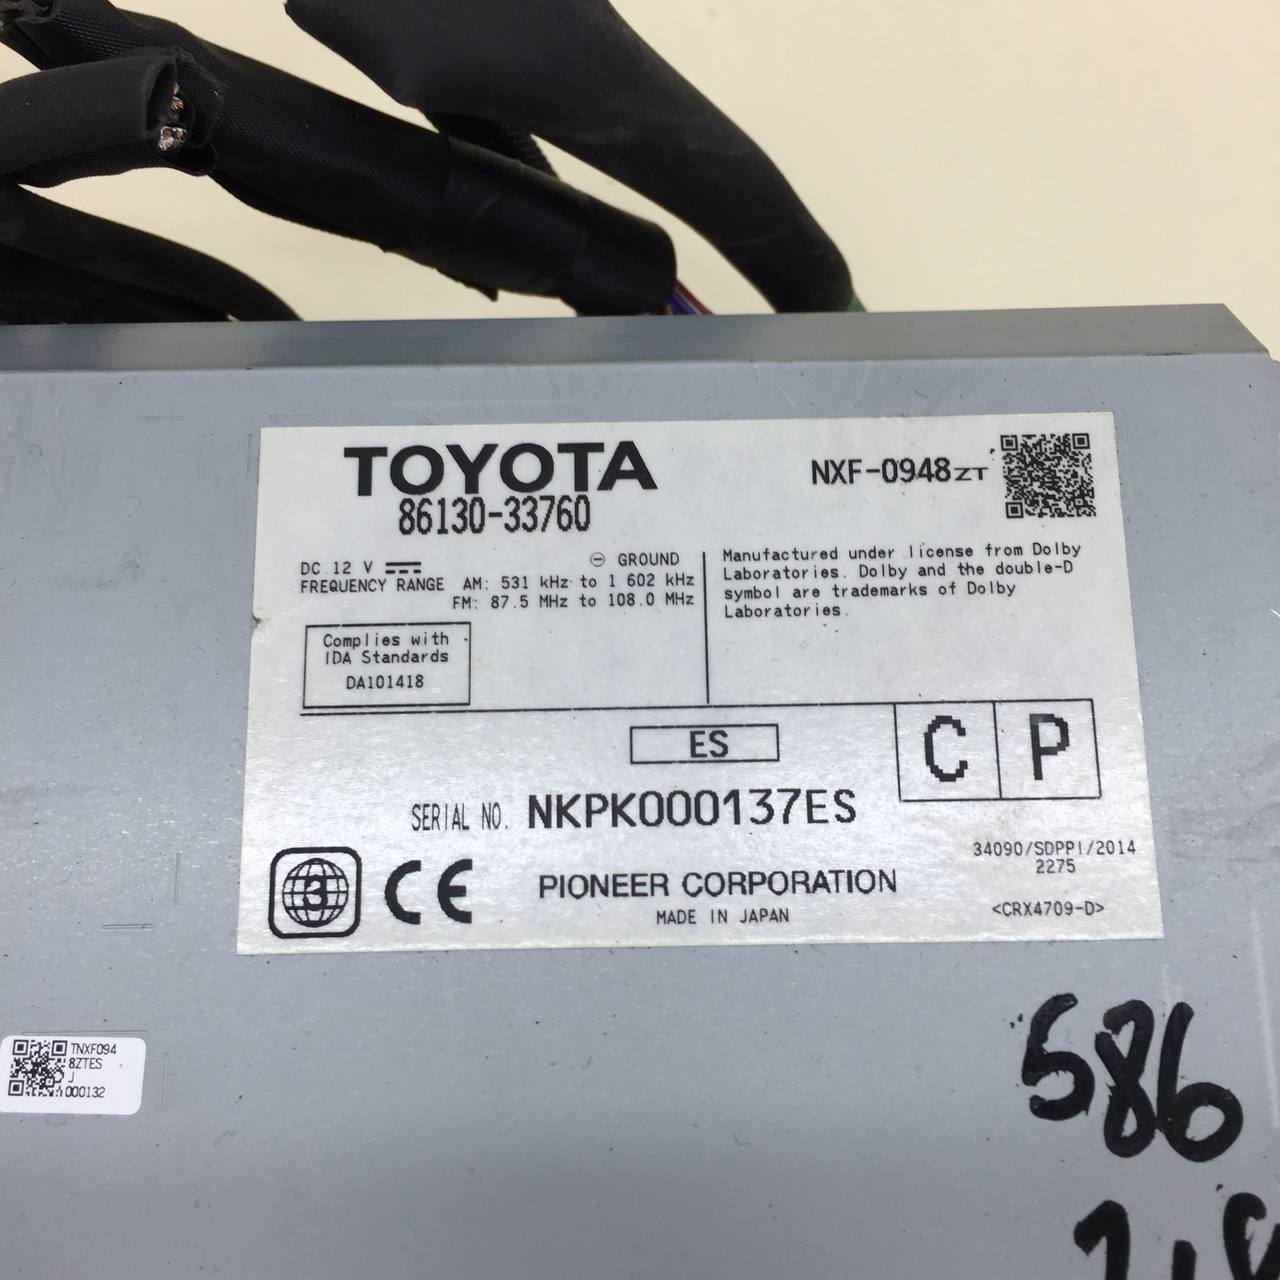 TOYOTA
86130-33760
NXF-0948ZT
DC 12 V
⊖ GROUND
FREQUENCY RANGE AM: 531 kHz to 1 602 kHz
FM: 87.5 MHz to 108.0 MHz
Manufactured under license from Dolby
Laboratories. Dolby and the double-D
symbol are trademarks of Dolby
Laboratories.
Complies with
IDA Standards
DA101418
ES
C P
SERIAL NO. NKPK000137ES
34090/SDPPI/2014
2275
3
CE
PIONEER CORPORATION
MADE IN JAPAN
<CRX4709-D>
TNXF094
8ZTES
J
000132
586